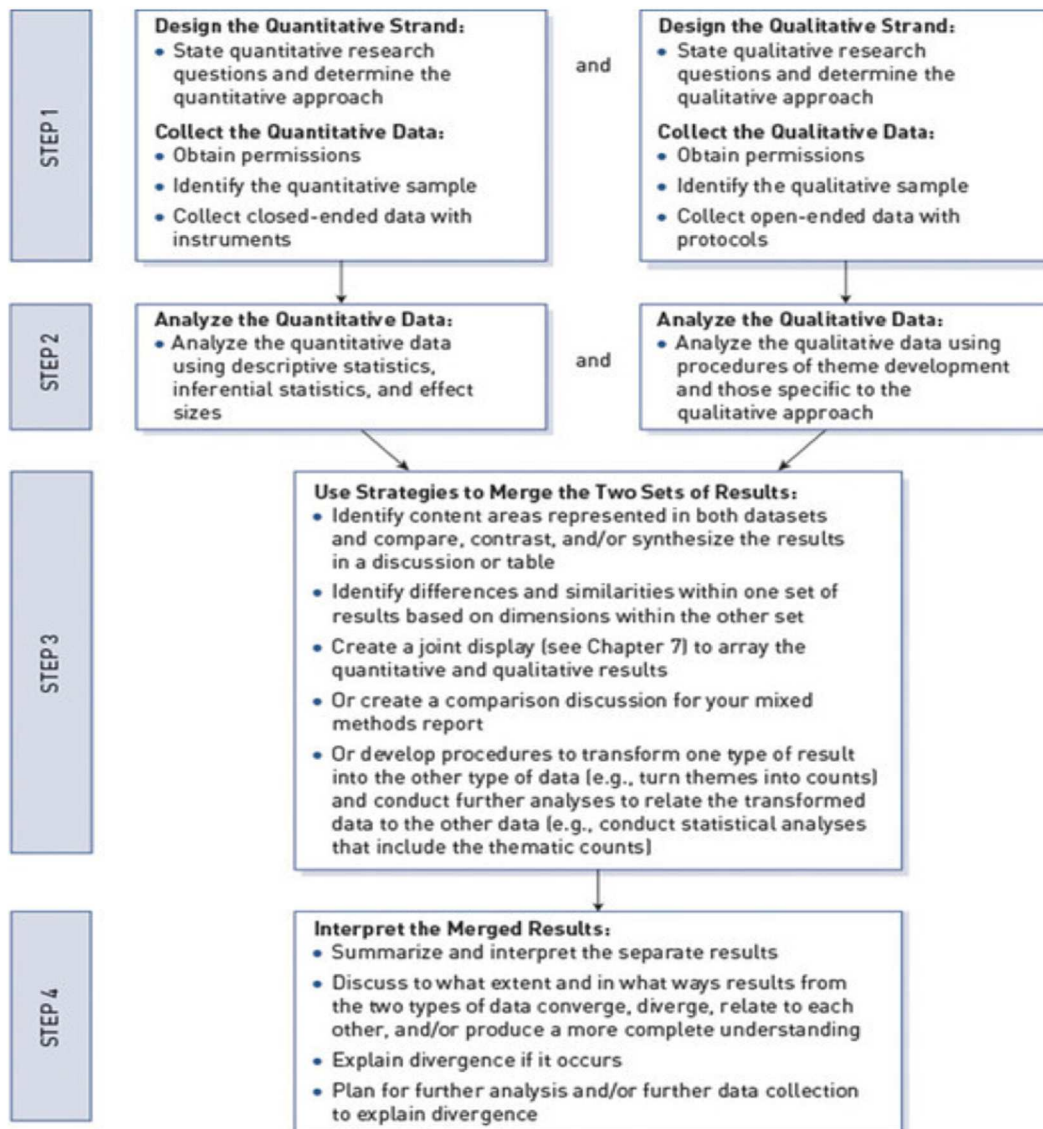 STEP 1
Design the Quantitative Strand:
• State quantitative research
questions and determine the
quantitative approach
Collect the Quantitative Data:
• Obtain permissions
• Identify the quantitative sample
• Collect closed-ended data with
instruments
and
Design the Qualitative Strand:
• State qualitative research
questions and determine the
qualitative approach
Collect the Qualitative Data:
• Obtain permissions
• Identify the qualitative sample
• Collect open-ended data with
protocols
STEP 2
Analyze the Quantitative Data:
• Analyze the quantitative data
using descriptive statistics,
inferential statistics, and effect
sizes
and
Analyze the Qualitative Data:
• Analyze the qualitative data using
procedures of theme development
and those specific to the
qualitative approach
STEP 3
Use Strategies to Merge the Two Sets of Results:
• Identify content areas represented in both datasets
and compare, contrast, and/or synthesize the results
in a discussion or table
• Identify differences and similarities within one set of
results based on dimensions within the other set
• Create a joint display (see Chapter 7) to array the
quantitative and qualitative results
• Or create a comparison discussion for your mixed
methods report
• Or develop procedures to transform one type of result
into the other type of data (e.g., turn themes into counts)
and conduct further analyses to relate the transformed
data to the other data (e.g., conduct statistical analyses
that include the thematic counts)
STEP 4
Interpret the Merged Results:
• Summarize and interpret the separate results
• Discuss to what extent and in what ways results from
the two types of data converge, diverge, relate to each
other, and/or produce a more complete understanding
• Explain divergence if it occurs
• Plan for further analysis and/or further data collection
to explain divergence